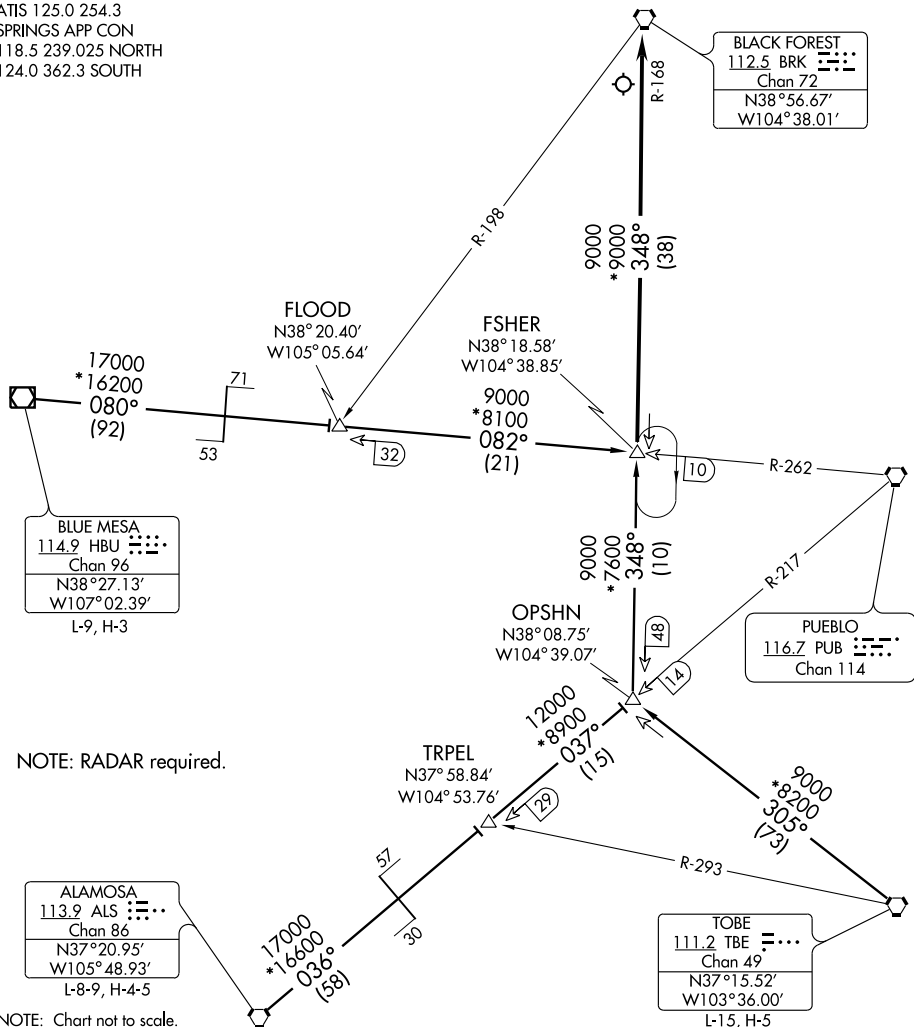 ATIS 125.0 254.3
SPRINGS APP CON
118.5 239.025 NORTH
124.0 362.3 SOUTH
BLACK FOREST
112.5 BRK
Chan 72
N38°56.67'
W104°38.01'
R-168
R-198
9000
*9000
348°
(38)
FLOOD
N38°20.40'
W105°05.64'
FSHER
N38°18.58'
W104°38.85'
17000
*16200
080°
(92)
71
53
9000
*8100
082°
(21)
32
10
R-262
BLUE MESA
114.9 HBU
Chan 96
N38°27.13'
W107°02.39'
L-9, H-3
9000
*7600
348°
(10)
R-217
OPSHN
N38°08.75'
W104°39.07'
48
14
PUEBLO
116.7 PUB
Chan 114
NOTE: RADAR required.
TRPEL
N37°58.84'
W104°53.76'
12000
*8900
037°
(15)
29
9000
*8200
305°
(73)
R-293
57
30
ALAMOSA
113.9 ALS
Chan 86
N37°20.95'
W105°48.93'
L-8-9, H-4-5
17000
*16600
036°
(58)
TOBE
111.2 TBE
Chan 49
N37°15.52'
W103°36.00'
L-15, H-5
NOTE: Chart not to scale.